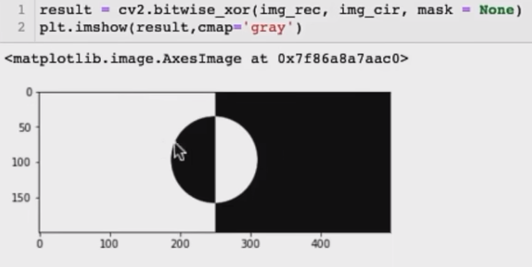 1 result = cv2.bitwise_xor(img_rec, img_cir, mask = None)
2 plt.imshow(result,cmap='gray')
<matplotlib.image.AxesImage at 0x7f86a8a7aac0>
0
50
100
150
0 100 200 300 400